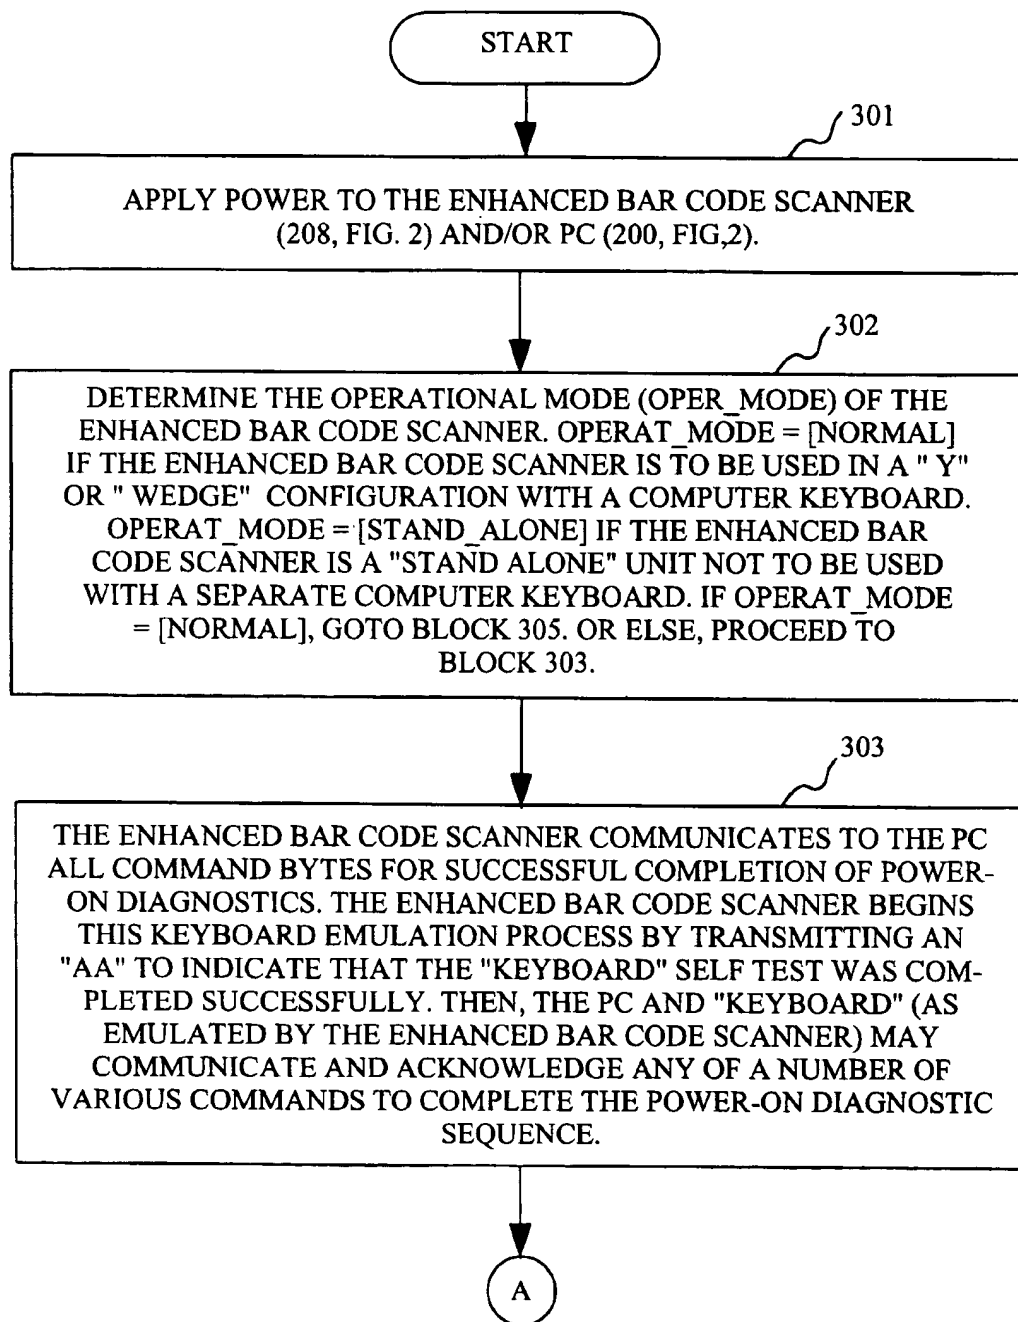 START
301
APPLY POWER TO THE ENHANCED BAR CODE SCANNER
(208, FIG. 2) AND/OR PC (200, FIG,2).
302
DETERMINE THE OPERATIONAL MODE (OPER_MODE) OF THE
ENHANCED BAR CODE SCANNER. OPERAT_MODE = [NORMAL]
IF THE ENHANCED BAR CODE SCANNER IS TO BE USED IN A " Y"
OR " WEDGE" CONFIGURATION WITH A COMPUTER KEYBOARD.
OPERAT_MODE = [STAND_ALONE] IF THE ENHANCED BAR
CODE SCANNER IS A "STAND ALONE" UNIT NOT TO BE USED
WITH A SEPARATE COMPUTER KEYBOARD. IF OPERAT_MODE
= [NORMAL], GOTO BLOCK 305. OR ELSE, PROCEED TO
BLOCK 303.
303
THE ENHANCED BAR CODE SCANNER COMMUNICATES TO THE PC
ALL COMMAND BYTES FOR SUCCESSFUL COMPLETION OF POWER-
ON DIAGNOSTICS. THE ENHANCED BAR CODE SCANNER BEGINS
THIS KEYBOARD EMULATION PROCESS BY TRANSMITTING AN
"AA" TO INDICATE THAT THE "KEYBOARD" SELF TEST WAS COM-
PLETED SUCCESSFULLY. THEN, THE PC AND "KEYBOARD" (AS
EMULATED BY THE ENHANCED BAR CODE SCANNER) MAY
COMMUNICATE AND ACKNOWLEDGE ANY OF A NUMBER OF
VARIOUS COMMANDS TO COMPLETE THE POWER-ON DIAGNOSTIC
SEQUENCE.
A